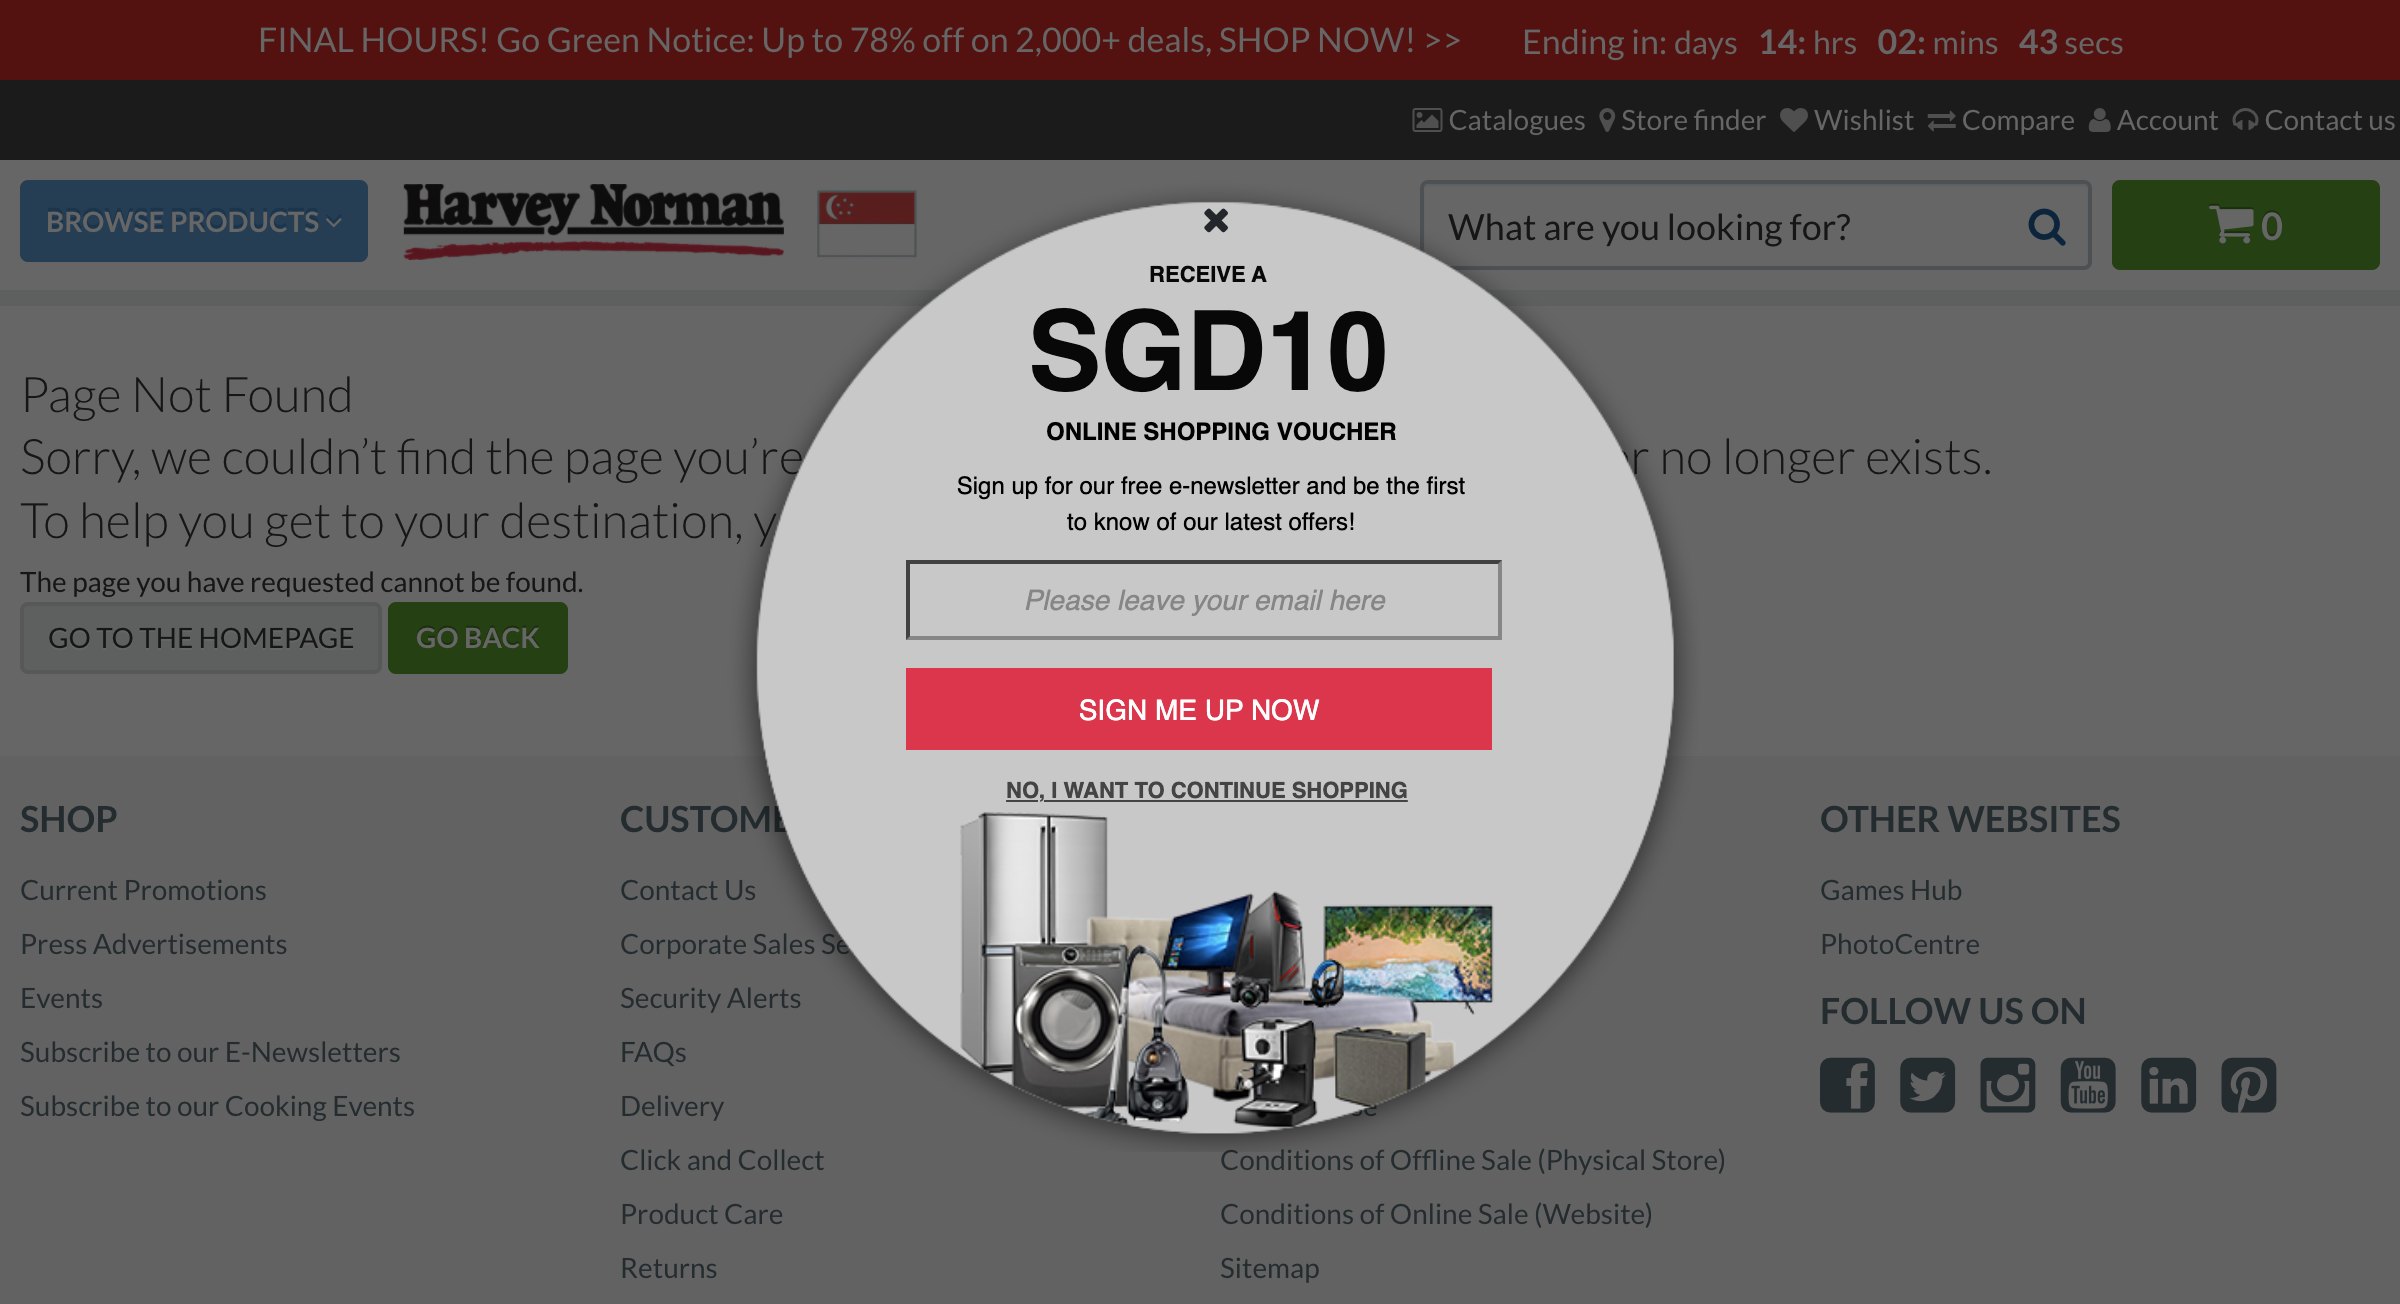 FINAL HOURS! Go Green Notice: Up to 78% off on 2,000+ deals, SHOP NOW! >> Ending in: days 14: hrs 02: mins 43 secs
Catalogues Store finder Wishlist Compare Account Contact us
BROWSE PRODUCTS
Harvey Norman
What are you looking for?
0
RECEIVE A
SGD10
ONLINE SHOPPING VOUCHER
Sign up for our free e-newsletter and be the first
to know of our latest offers!
Please leave your email here
SIGN ME UP NOW
NO, I WANT TO CONTINUE SHOPPING
Page Not Found
Sorry, we couldn’t find the page you’re no longer exists.
To help you get to your destination,
The page you have requested cannot be found.
GO TO THE HOMEPAGE
GO BACK
SHOP
Current Promotions
Press Advertisements
Events
Subscribe to our E-Newsletters
Subscribe to our Cooking Events
Contact Us
Corporate Sales
Security Alerts
FAQs
Delivery
Click and Collect
Product Care
Returns
Conditions of Offline Sale (Physical Store)
Conditions of Online Sale (Website)
Sitemap
OTHER WEBSITES
Games Hub
PhotoCentre
FOLLOW US ON
You
Tube